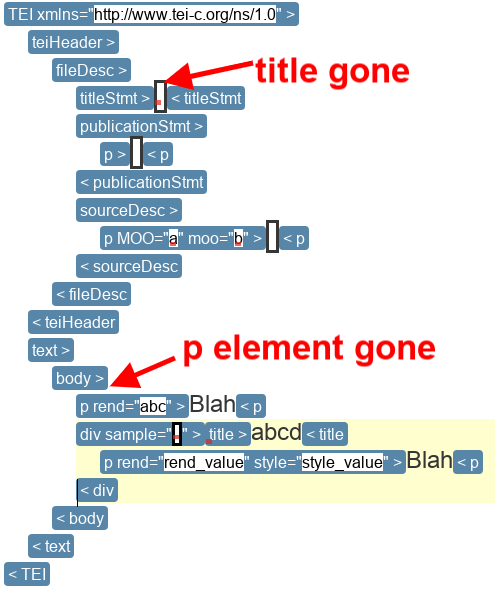 TEI xmlns="http://www.tei-c.org/ns/1.0" >
teiHeader >
fileDesc >
title gone
titleStmt > < titleStmt
publicationStmt >
p > < p
< publicationStmt
sourceDesc >
p MOO="a" moo="b" > < p
< sourceDesc
< fileDesc
< teiHeader
text >
p element gone
body >
p rend="abc" >Blah< p
div sample="" > title >abcd< title
p rend="rend_value" style="style_value" >Blah< p
< div
< body
< text
< TEI